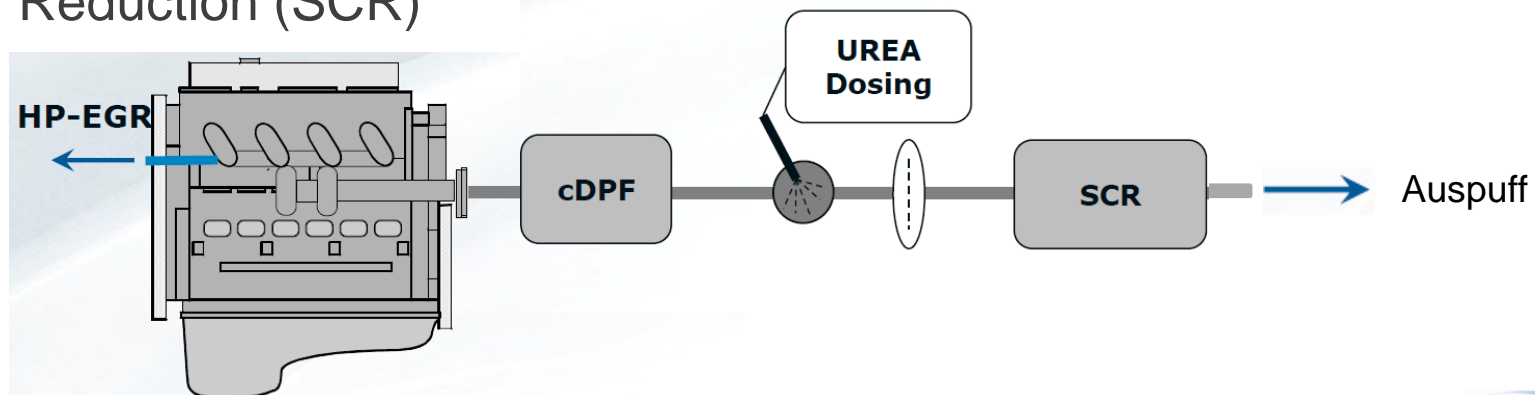 Reduction (SCR)
UREA
Dosing
HP-EGR
cDPF
SCR
Auspuff